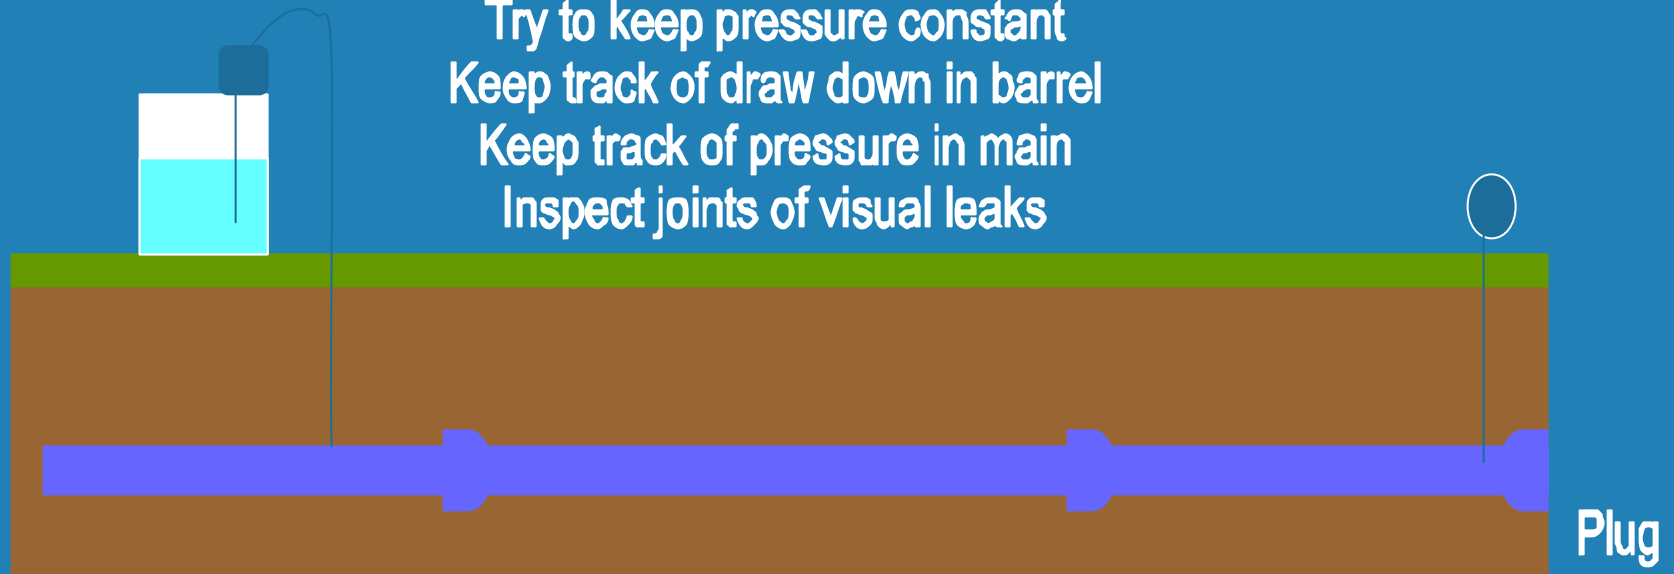 Try to keep pressure constant
Keep track of draw down in barrel
Keep track of pressure in main
Inspect joints of visual leaks
Plug